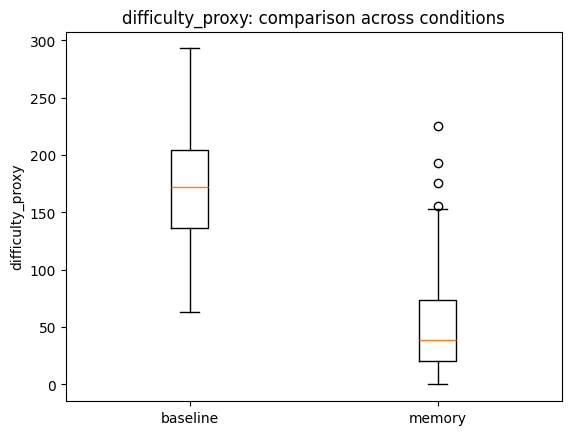 difficulty_proxy: comparison across conditions
300
250
200
150
100
50
0
difficulty_proxy
baseline
memory